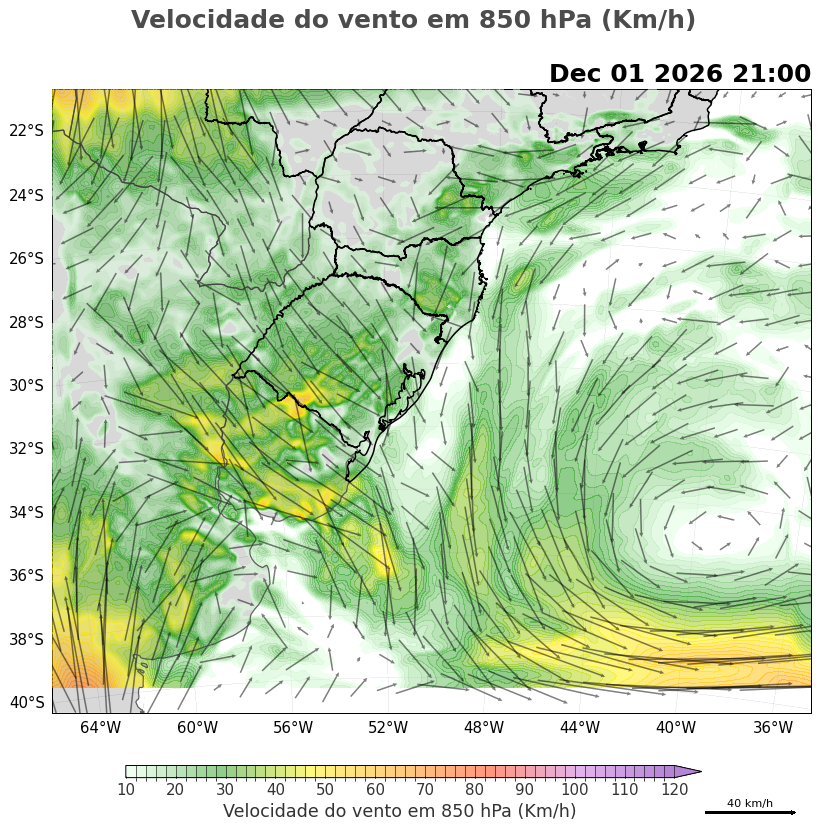 Velocidade do vento em 850 hPa (Km/h)
Dec 01 2026 21:00
22°S
24°S
26°S
28°S
30°S
32°S
34°S
36°S
38°S
40°S
64°W 60°W 56°W 52°W 48°W 44°W 40°W 36°W
10 20 30 40 50 60 70 80 90 100 110 120
Velocidade do vento em 850 hPa (Km/h)
40 km/h